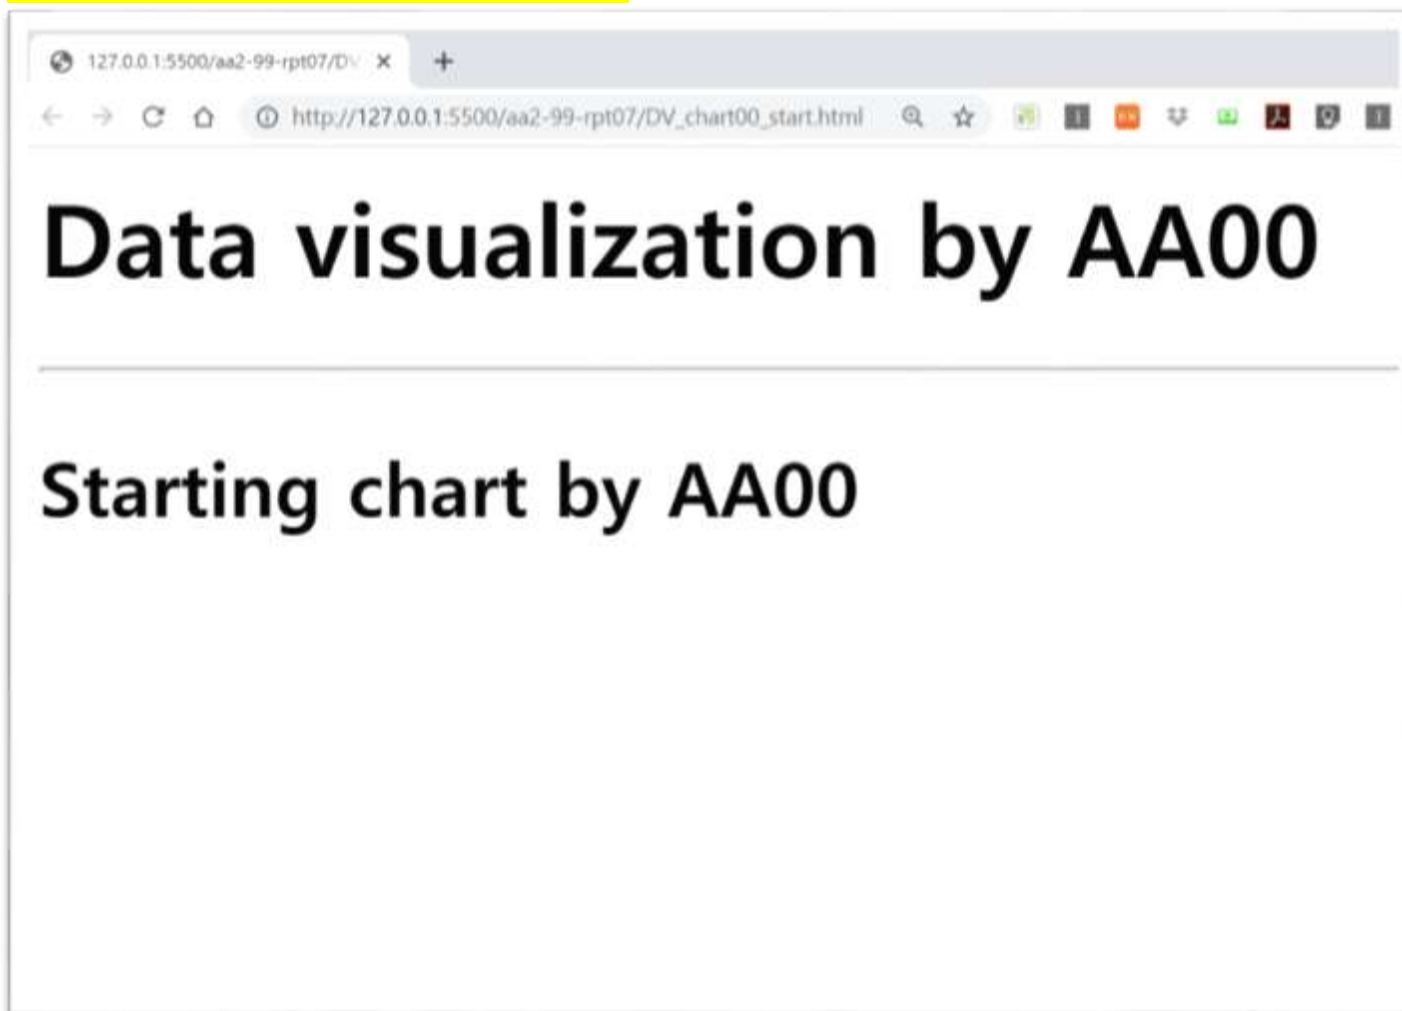 127.0.0.1:5500/aa2-99-rpt07/DV
http://127.0.0.1:5500/aa2-99-rpt07/DV_chart00_start.html
Data visualization by AA00
Starting chart by AA00